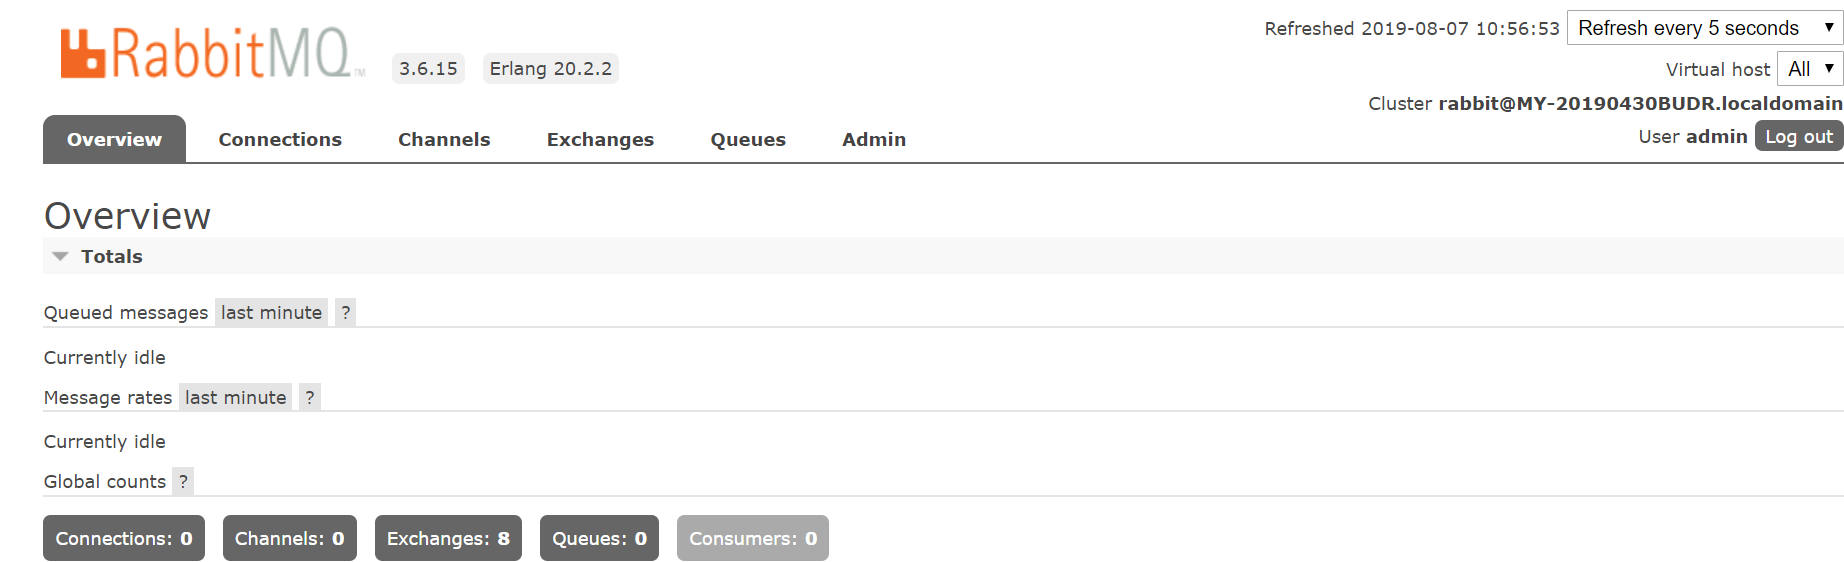 RabbitMQ™ 3.6.15 Erlang 20.2.2
Refreshed 2019-08-07 10:56:53 Refresh every 5 seconds
Virtual host All
Cluster rabbit@MY-20190430BUDR.localdomain
User admin Log out
Overview Connections Channels Exchanges Queues Admin
Overview
Totals
Queued messages last minute ?
Currently idle
Message rates last minute ?
Currently idle
Global counts ?
Connections: 0 Channels: 0 Exchanges: 8 Queues: 0 Consumers: 0